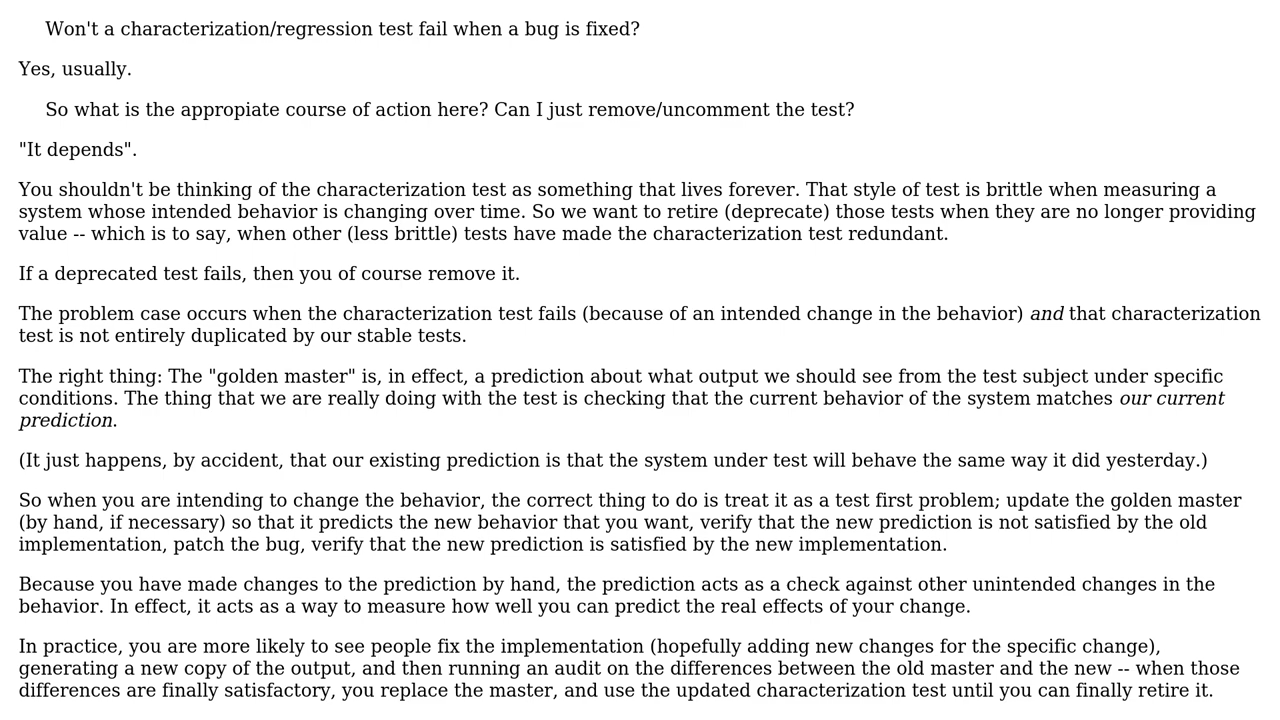 Won't a characterization/regression test fail when a bug is fixed?
Yes, usually.
So what is the appropiate course of action here? Can I just remove/uncomment the test?
"It depends".
You shouldn't be thinking of the characterization test as something that lives forever. That style of test is brittle when measuring a
system whose intended behavior is changing over time. So we want to retire (deprecate) those tests when they are no longer providing
value -- which is to say, when other (less brittle) tests have made the characterization test redundant.
If a deprecated test fails, then you of course remove it.
The problem case occurs when the characterization test fails (because of an intended change in the behavior) and that characterization
test is not entirely duplicated by our stable tests.
The right thing: The "golden master" is, in effect, a prediction about what output we should see from the test subject under specific
conditions. The thing that we are really doing with the test is checking that the current behavior of the system matches our current
prediction.
(It just happens, by accident, that our existing prediction is that the system under test will behave the same way it did yesterday.)
So when you are intending to change the behavior, the correct thing to do is treat it as a test first problem; update the golden master
(by hand, if necessary) so that it predicts the new behavior that you want, verify that the new prediction is not satisfied by the old
implementation, patch the bug, verify that the new prediction is satisfied by the new implementation.
Because you have made changes to the prediction by hand, the prediction acts as a check against other unintended changes in the
behavior. In effect, it acts as a way to measure how well you can predict the real effects of your change.
In practice, you are more likely to see people fix the implementation (hopefully adding new changes for the specific change),
generating a new copy of the output, and then running an audit on the differences between the old master and the new -- when those
differences are finally satisfactory, you replace the master, and use the updated characterization test until you can finally retire it.